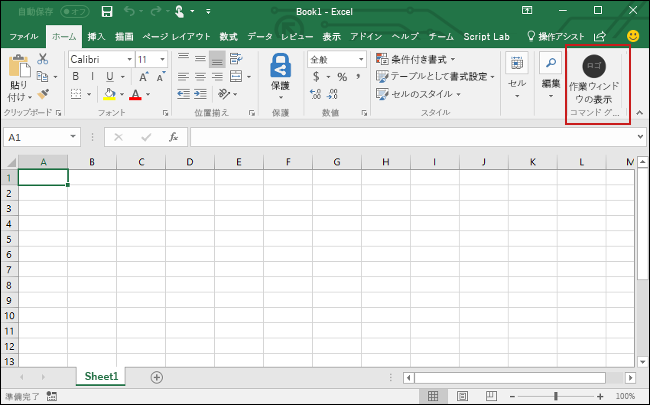 自動保存 オフ Book1 - Excel
ファイル ホーム 挿入 描画 ページ レイアウト 数式 データ レビュー 表示 アドイン ヘルプ チーム Script Lab 操作アシスト
貼り
付け
Calibri 11
B I U
A A
保護
全般
$ % ,
条件付き書式
テーブルとして書式設定
セルのスタイル
セル
編集
ロゴ
作業ウィンド
ウの表示
クリップボード フォント 位置揃え 保護 数値 スタイル コマンド グ...
A1 fx
A B C D E F G H I J K L M
1
2
3
4
5
6
7
8
9
10
11
12
13
Sheet1
準備完了 100%